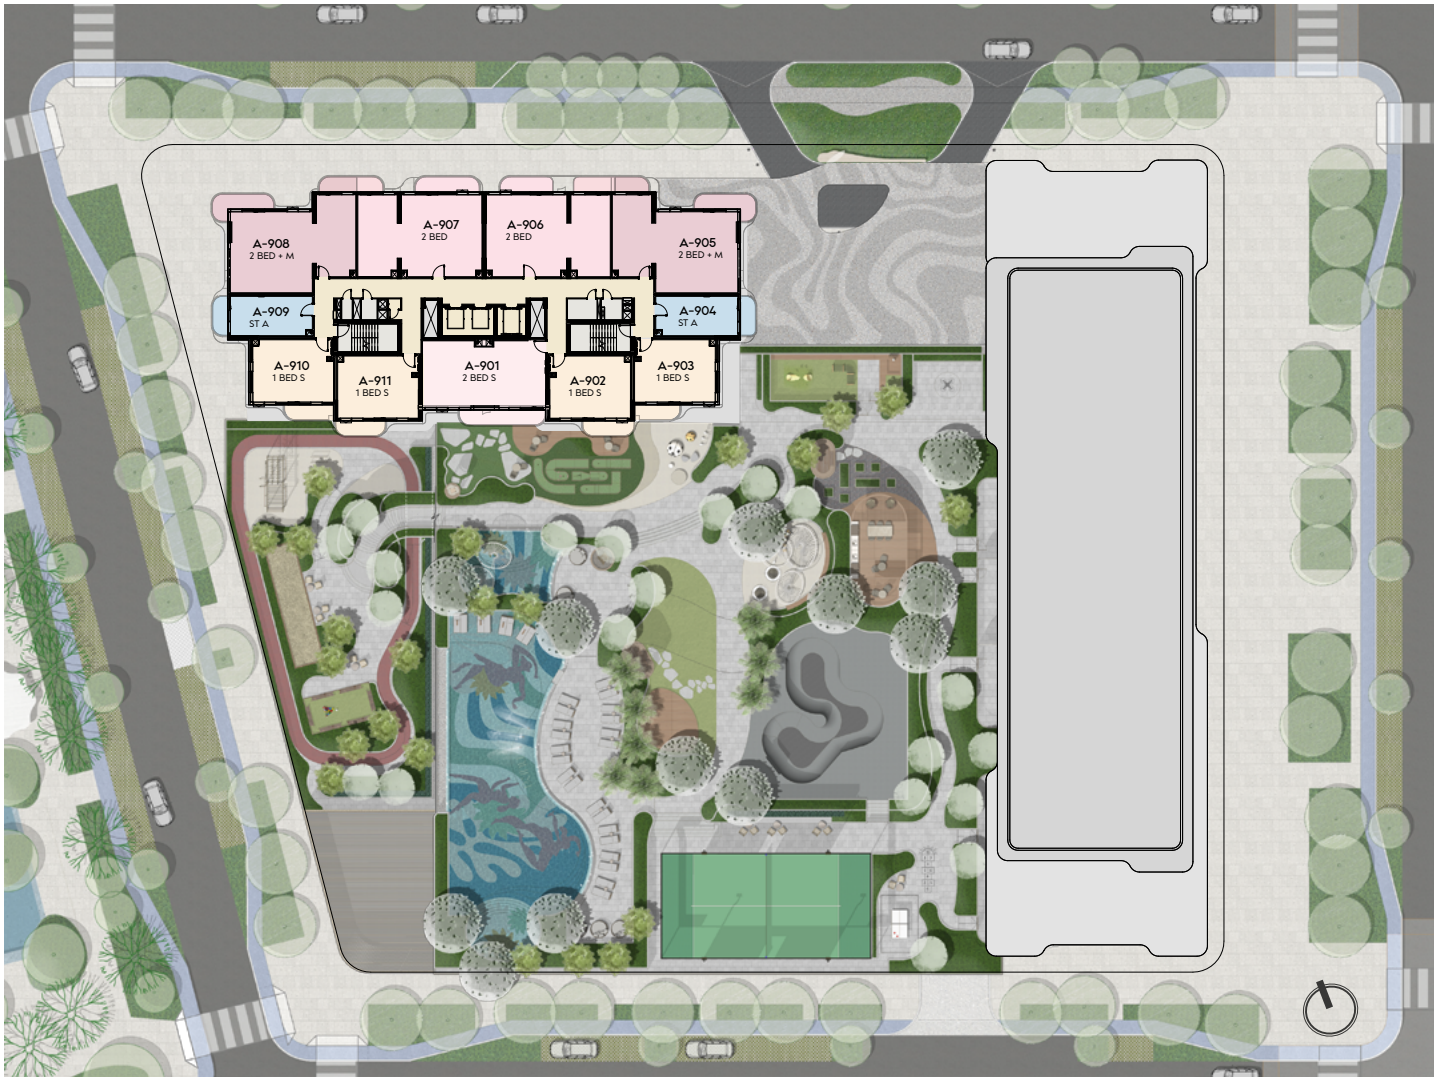 A-907
2 BED
A-906
2 BED
A-908
2 BED + M
A-905
2 BED + M
A-909
ST A
A-904
ST A
A-910
1 BED S
A-911
1 BED S
A-901
2 BED S
A-902
1 BED S
A-903
1 BED S